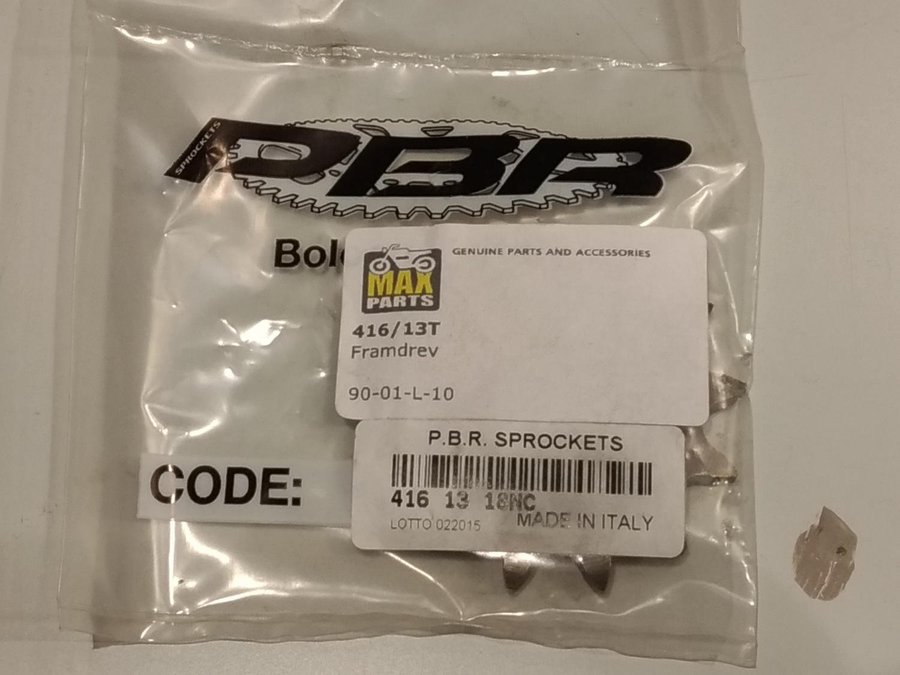 SPROCKETS
PBR
Bolo
GENUINE PARTS AND ACCESSORIES
MAX
PARTS
416/13T
Framdrev
90-01-L-10
P.B.R. SPROCKETS
CODE:
416 13 18NC
LOTTO 022015 MADE IN ITALY